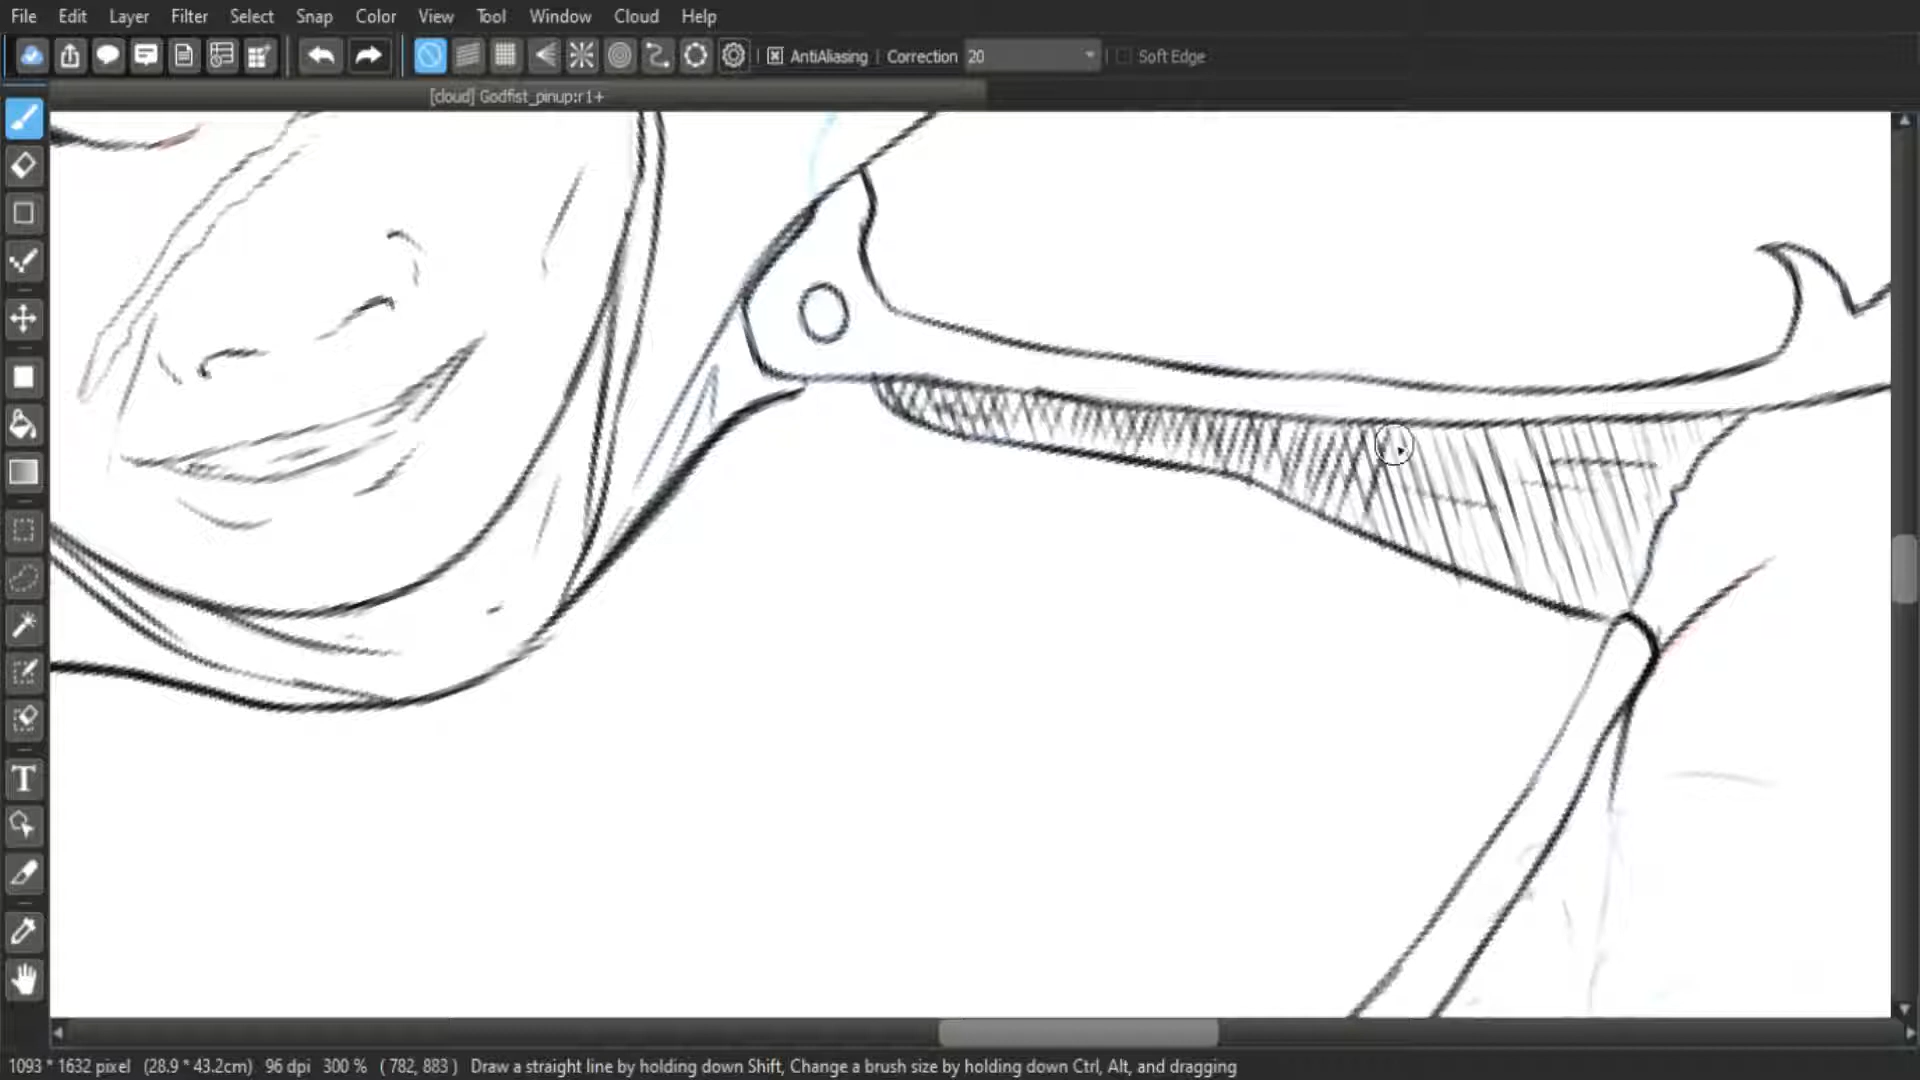 File Edit Layer Filter Select Snap Color View Tool Window Cloud Help
AntiAliasing Correction 20 Soft Edge
[cloud] Godfist_pinup:r1+
T
1093 * 1632 pixel (28.9 * 43.2cm) 96 dpi 300 % ( 782, 883 ) Draw a straight line by holding down Shift, Change a brush size by holding down Ctrl, Alt, and dragging